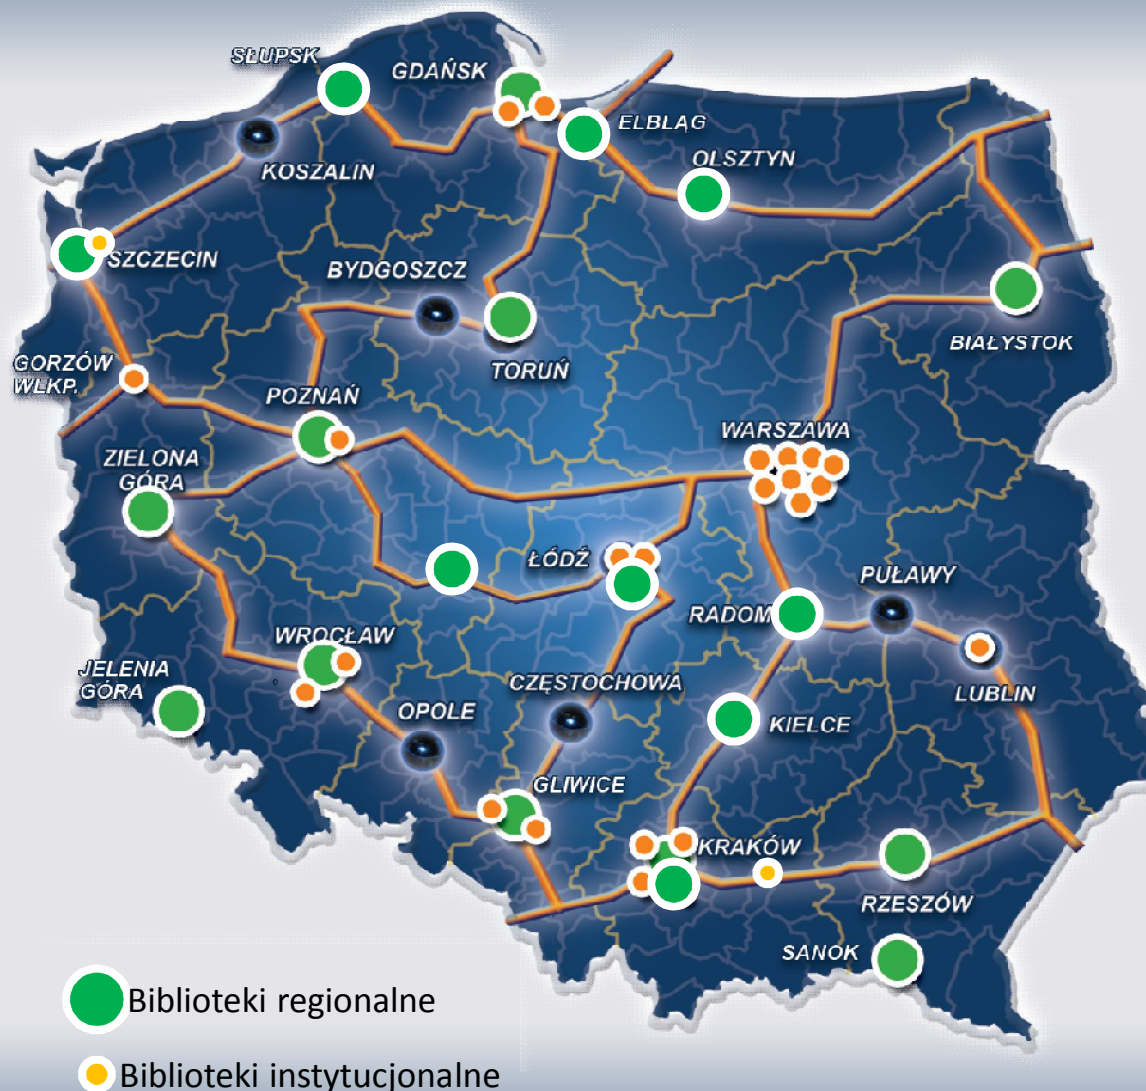 SŁUPSK
GDAŃSK
ELBLĄG
KOSZALIN
OLSZTYN
SZCZECIN
BYDGOSZCZ
BIAŁYSTOK
GORZÓW
WLKP.
TORUŃ
POZNAŃ
WARSZAWA
ZIELONA
GÓRA
ŁÓDŹ
PUŁAWY
RADOM
WROCŁAW
JELENIA
GÓRA
CZĘSTOCHOWA
LUBLIN
OPOLE
KIELCE
GLIWICE
KRAKÓW
RZESZÓW
SANOK
Biblioteki regionalne
Biblioteki instytucjonalne